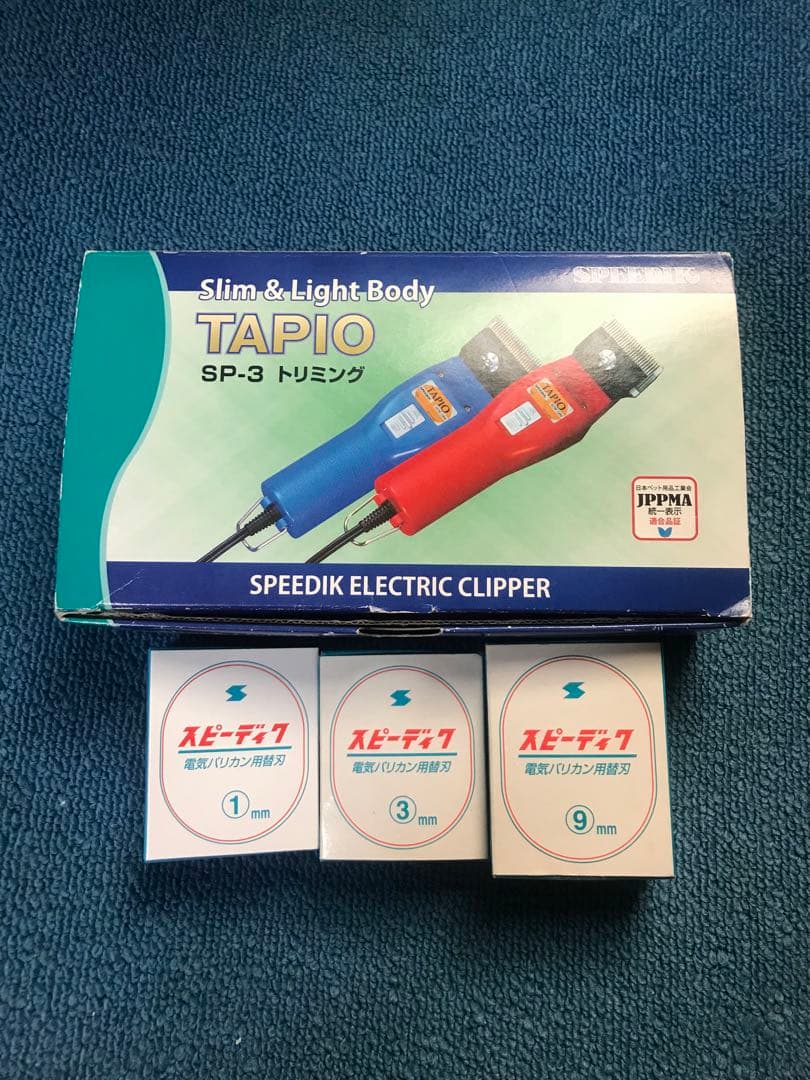 Slim & Light Body
SPEEDIK
TAPIO
SP-3 トリミング
TAPIO
TAPIO
日本ペット用品工業会
JPPMA
統一表示
適合品証
SPEEDIK ELECTRIC CLIPPER
スピーディク
電気バリカン用替刃
1mm
スピーディク
電気バリカン用替刃
3mm
スピーディク
電気バリカン用替刃
9mm